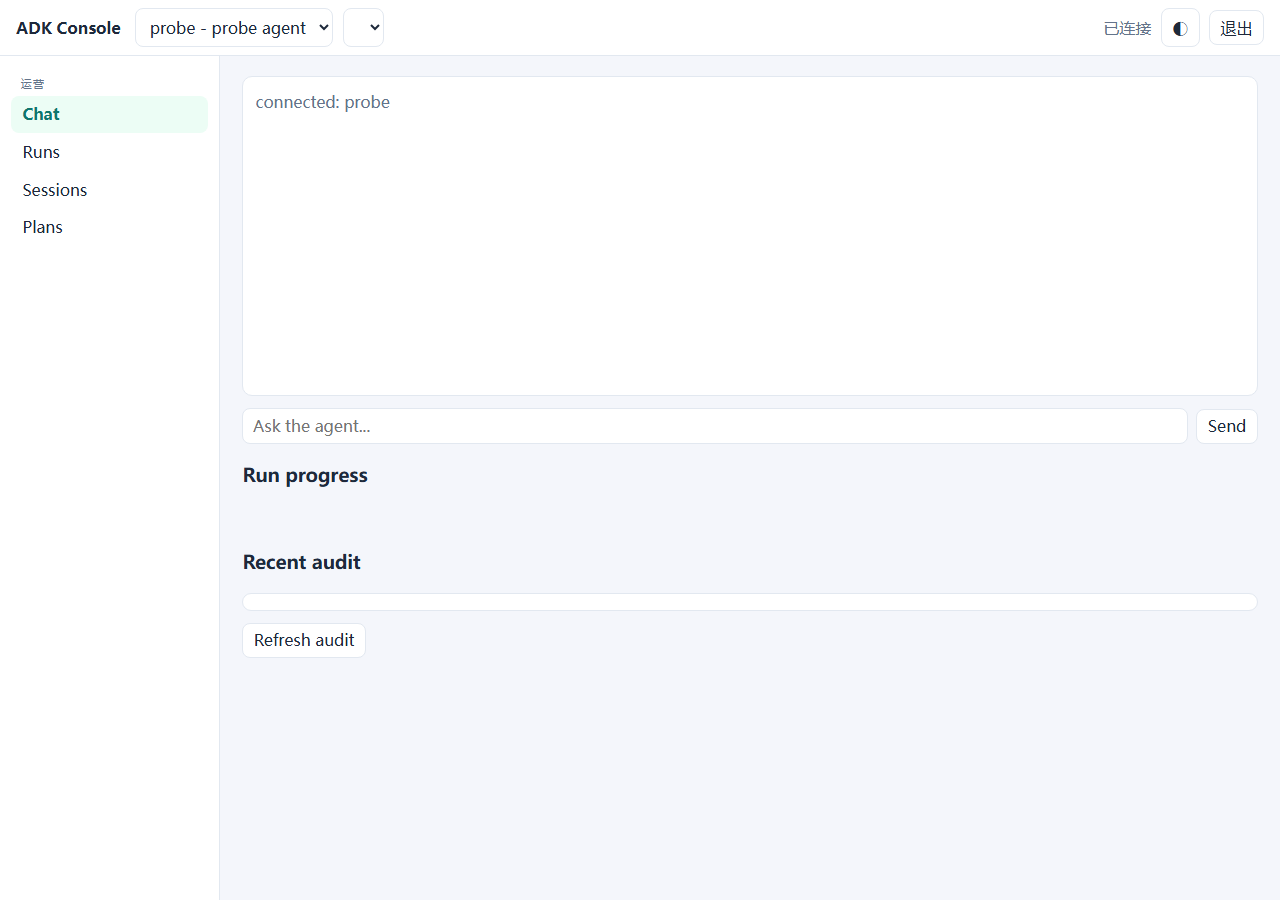 ADK Console probe - probe agent 已连接 退出
运营
Chat
Runs
Sessions
Plans
connected: probe
Ask the agent... Send
Run progress
Recent audit
Refresh audit